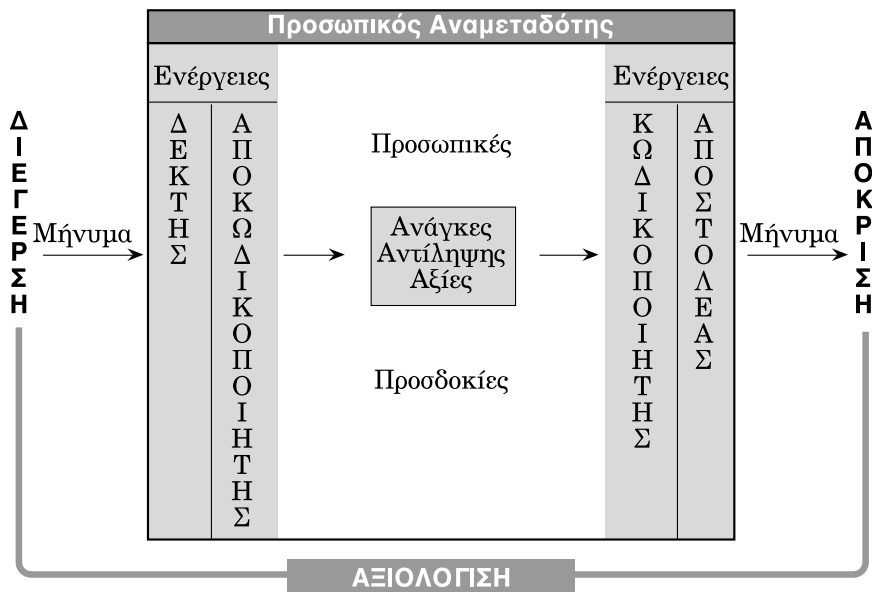 Προσωπικός Αναμεταδότης
Ενέργειες
Ενέργειες
ΔΙΕΓΕΡΣΗ
Μήνυμα
ΔΕΚΤΗΣ
ΑΠΟΚΩΔΙΚΟΠΟΙΗΤΗΣ
Προσωπικές
Ανάγκες
Αντίληψης
Αξίες
Προσδοκίες
ΚΩΔΙΚΟΠΟΙΗΤΗΣ
ΑΠΟΣΤΟΛΕΑΣ
Μήνυμα
ΑΠΟΚΡΙΣΗ
ΑΞΙΟΛΟΓΙΣΗ